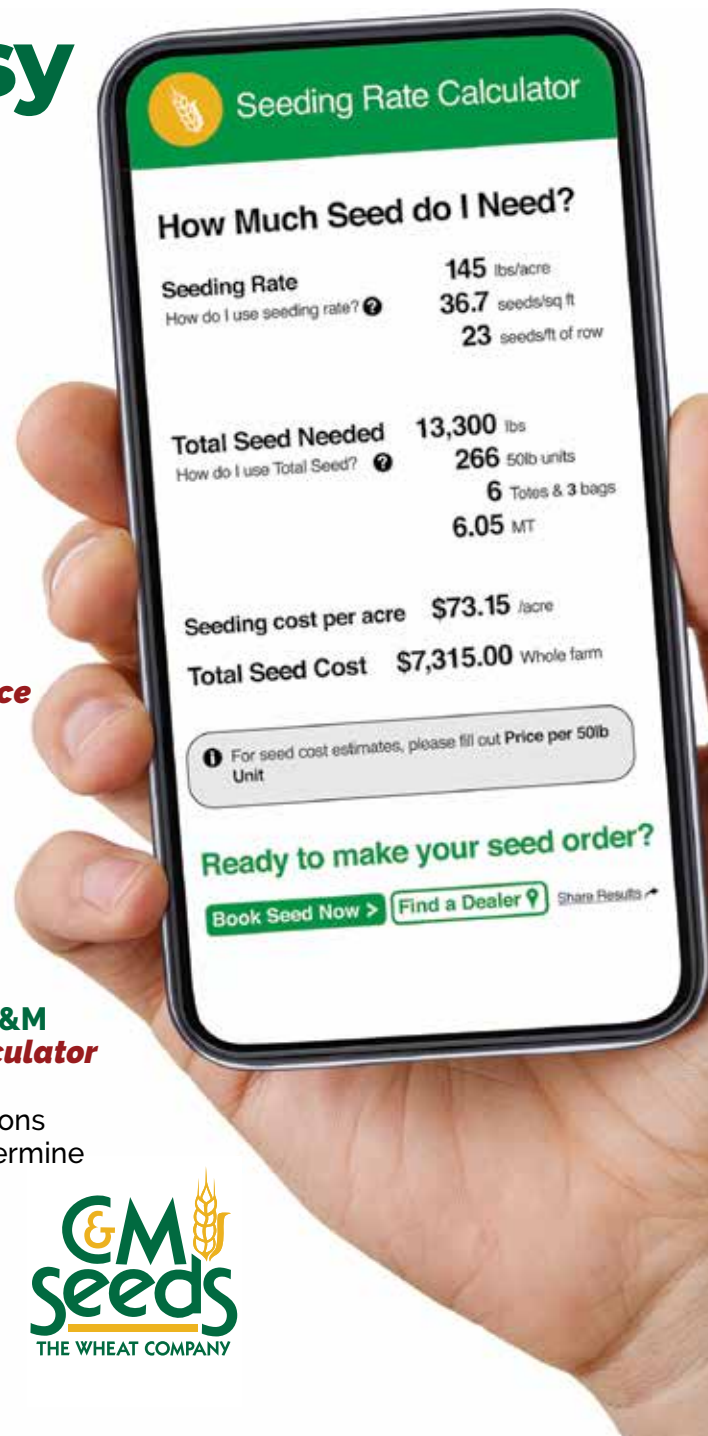 sy
Seeding Rate Calculator
How Much Seed do I Need?
Seeding Rate 145 lbs/acre
How do I use seeding rate? ? 36.7 seeds/sq ft
23 seeds/ft of row
Total Seed Needed 13,300 lbs
How do I use Total Seed? ? 266 50lb units
6 Totes & 3 bags
6.05 MT
Seeding cost per acre $73.15 /acre
Total Seed Cost $7,315.00 Whole farm
ce
For seed cost estimates, please fill out Price per 50lb
Unit
Ready to make your seed order?
Book Seed Now > Find a Dealer Share Results
&M
culator
ons
ermine
C&M
Seeds
THE WHEAT COMPANY